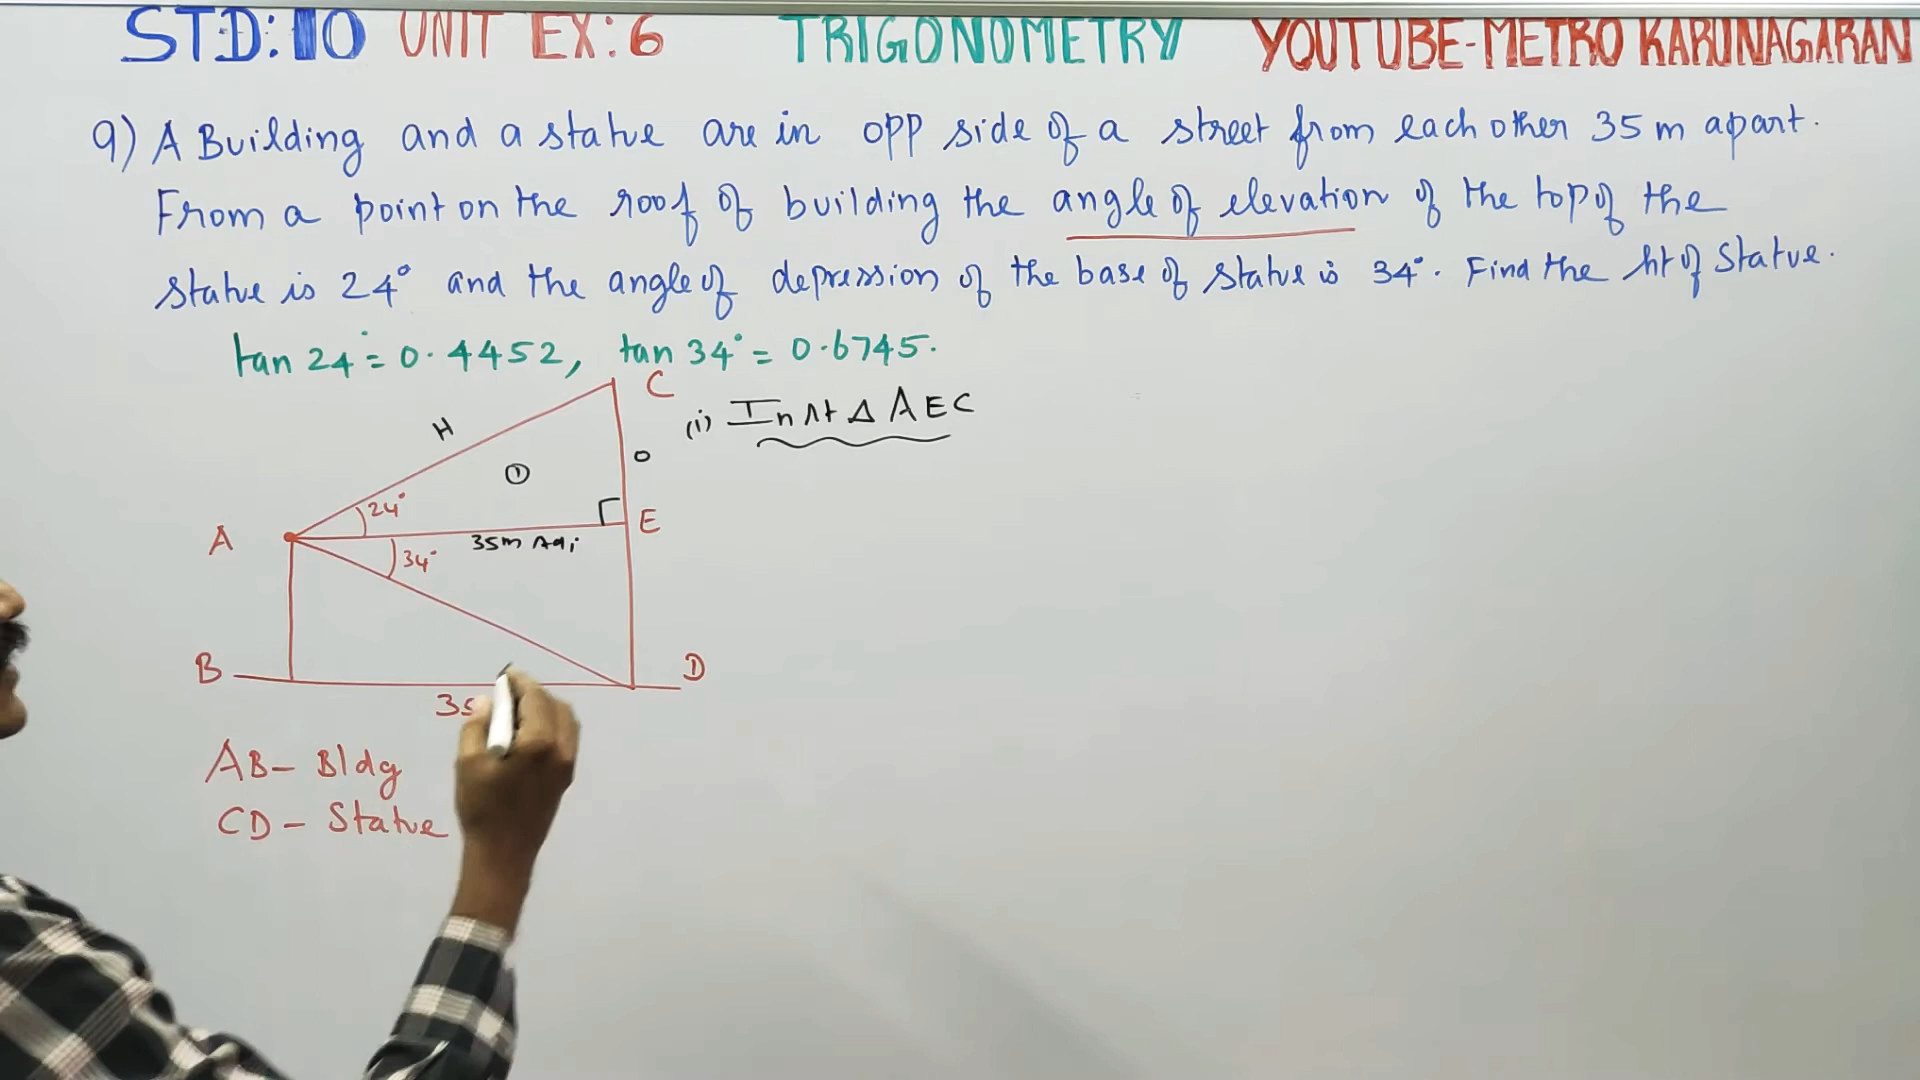 STD: 10 UNIT EX: 6 TRIGONOMETRY YOUTUBE-METRO KARUNAGARAN
9) A Building and a statue are in opp side of a street from each other 35 m apart.
From a point on the roof of building the angle of elevation of the top of the
statue is 24° and the angle of depression of the base of statue is 34°. Find the ht of Statue.
tan 24° = 0.4452, tan 34° = 0.6745.
C
(i) In rt Δ AEC
H
O
①
24°
E
A
35m Adj
34°
B
D
35
AB - Bldg
CD - Statue